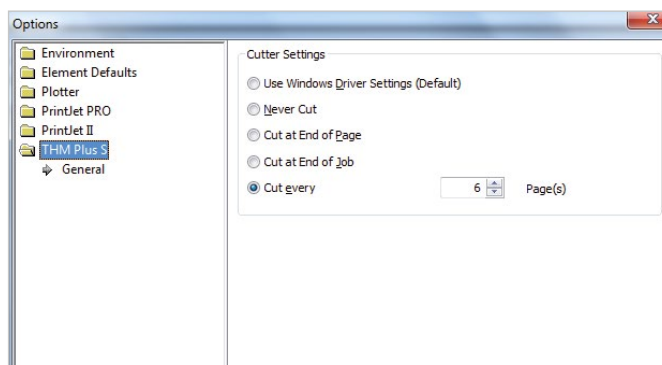 Options
Environment
Element Defaults
Plotter
PrintJet PRO
PrintJet II
THM Plus S
General
Cutter Settings
Use Windows Driver Settings (Default)
Never Cut
Cut at End of Page
Cut at End of Job
Cut every 6 Page(s)